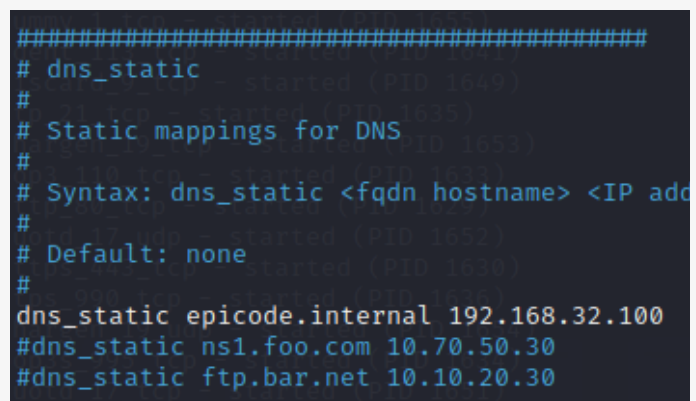 #########################################
# dns_static
#
# Static mappings for DNS
#
# Syntax: dns_static <fqdn hostname> <IP add
#
# Default: none
#
dns_static epicode.internal 192.168.32.100
#dns_static ns1.foo.com 10.70.50.30
#dns_static ftp.bar.net 10.10.20.30